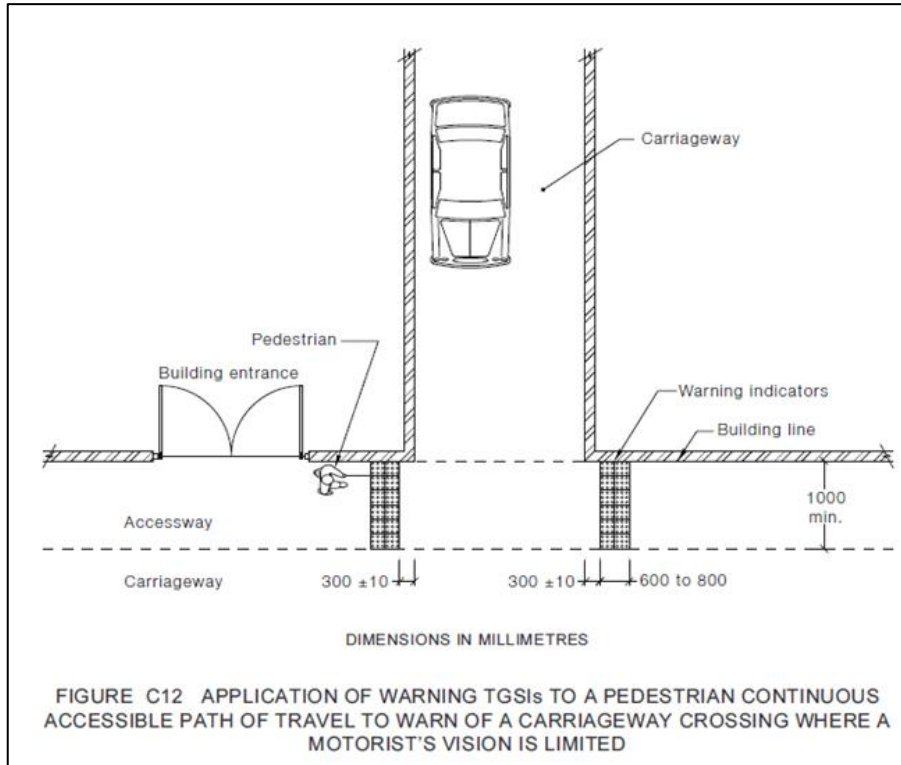 Carriageway
Pedestrian
Building entrance
Warning indicators
Building line
1000
min.
Accessway
Carriageway
300 ±10
300 ±10
600 to 800
DIMENSIONS IN MILLIMETRES
FIGURE C12 APPLICATION OF WARNING TGSIs TO A PEDESTRIAN CONTINUOUS
ACCESSIBLE PATH OF TRAVEL TO WARN OF A CARRIAGEWAY CROSSING WHERE A
MOTORIST'S VISION IS LIMITED